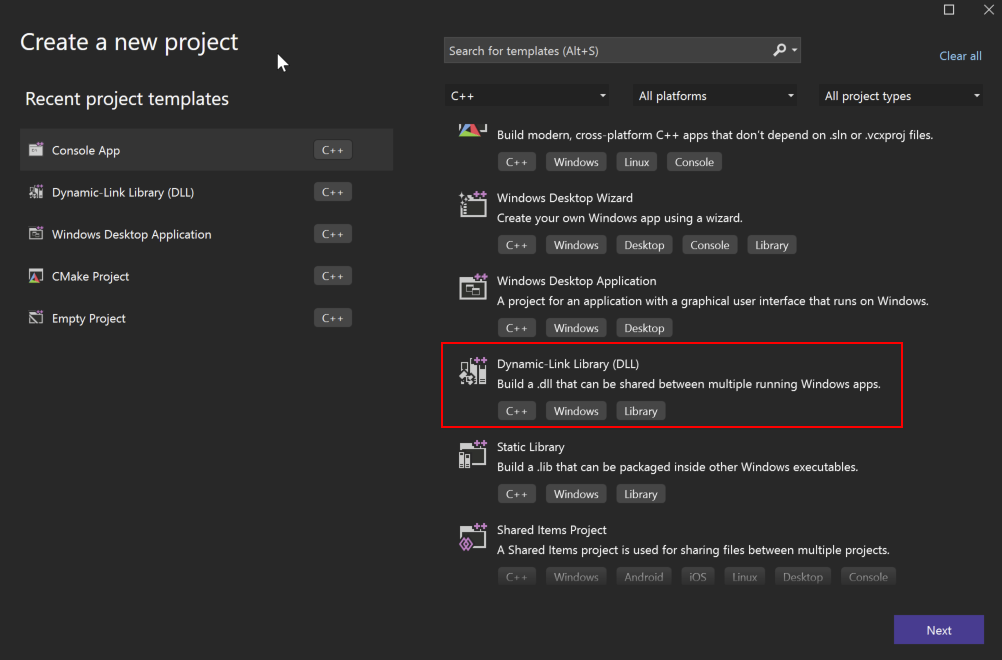 Create a new project
Recent project templates
Console App C++
Dynamic-Link Library (DLL) C++
Windows Desktop Application C++
CMake Project C++
Empty Project C++
Search for templates (Alt+S)
Clear all
C++ All platforms All project types
Build modern, cross-platform C++ apps that don't depend on .sln or .vcxproj files.
C++ Windows Linux Console
Windows Desktop Wizard
Create your own Windows app using a wizard.
C++ Windows Desktop Console Library
Windows Desktop Application
A project for an application with a graphical user interface that runs on Windows.
C++ Windows Desktop
Dynamic-Link Library (DLL)
Build a .dll that can be shared between multiple running Windows apps.
C++ Windows Library
Static Library
Build a .lib that can be packaged inside other Windows executables.
C++ Windows Library
Shared Items Project
A Shared Items project is used for sharing files between multiple projects.
C++ Windows Android iOS Linux Desktop Console
Next